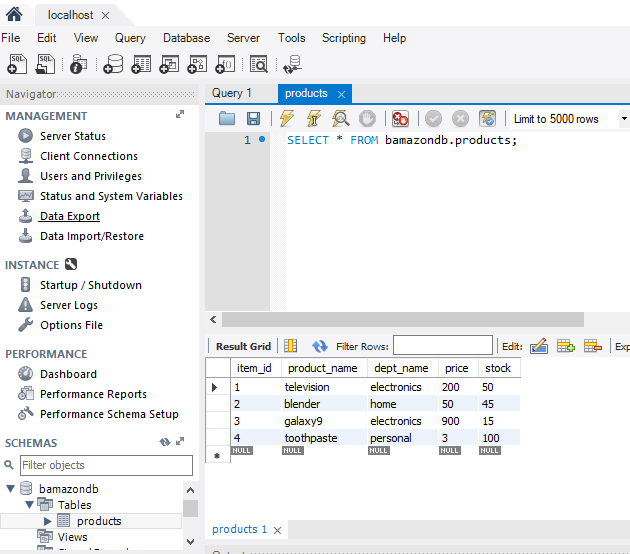 localhost
File Edit View Query Database Server Tools Scripting Help
Navigator
MANAGEMENT
Server Status
Client Connections
Users and Privileges
Status and System Variables
Data Export
Data Import/Restore
INSTANCE
Startup / Shutdown
Server Logs
Options File
PERFORMANCE
Dashboard
Performance Reports
Performance Schema Setup
SCHEMAS
Filter objects
bamazondb
Tables
products
Views
Query 1 products
Limit to 5000 rows
1 SELECT * FROM bamazondb.products;
Result Grid Filter Rows: Edit: Exp
item_id product_name dept_name price stock
1 television electronics 200 50
2 blender home 50 45
3 galaxy9 electronics 900 15
4 toothpaste personal 3 100
NULL NULL NULL NULL NULL
products 1